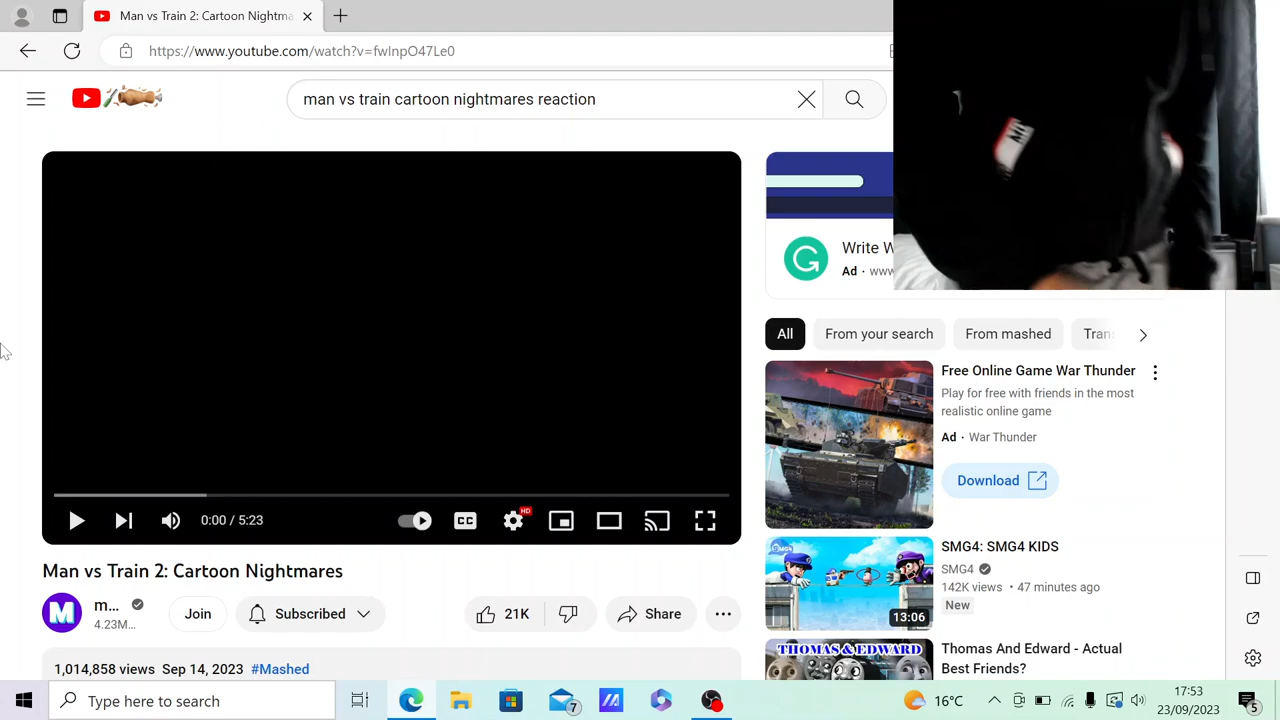 Man vs Train 2: Cartoon Nightma
https://www.youtube.com/watch?v=fwInpO47Le0
man vs train cartoon nightmares reaction
Write W
Ad · www
All
From your search
From mashed
Tran
Free Online Game War Thunder
Play for free with friends in the most
realistic online game
Ad · War Thunder
Download
0:00 / 5:23
CC
HD
SMG4
13:06
SMG4: SMG4 KIDS
SMG4
142K views · 47 minutes ago
New
Man vs Train 2: Cartoon Nightmares
M
m...
4.23M...
Join
Subscribed
21K
Share
...
1,014,858 views Sep 14, 2023 #Mashed
THOMAS & EDWARD
Thomas And Edward - Actual
Best Friends?
Type here to search
7
16°C
17:53
23/09/2023
5